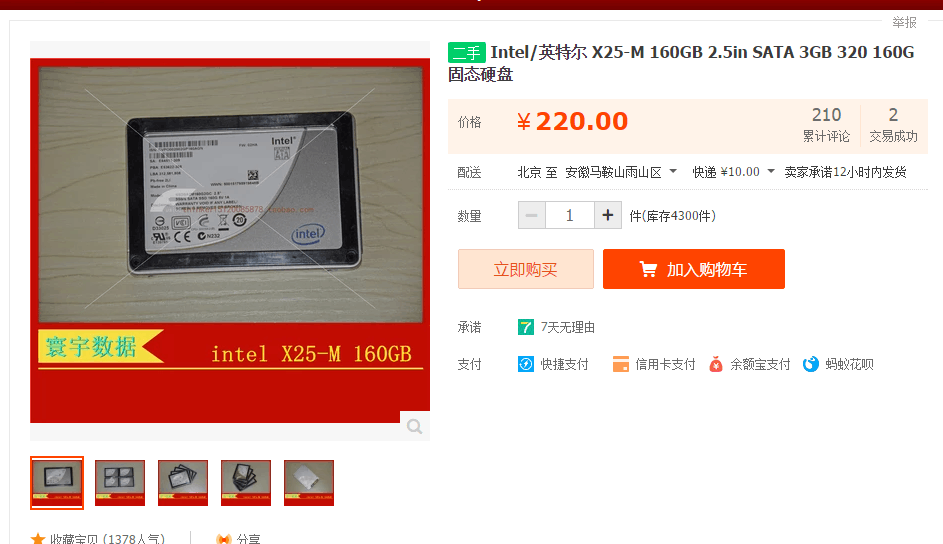 举报
二手 Intel/英特尔 X25-M 160GB 2.5in SATA 3GB 320 160G
固态硬盘
价格
¥220.00
210
累计评论
2
交易成功
配送
北京 至 安徽马鞍山雨山区
快递 ¥10.00
卖家承诺12小时内发货
数量
− 1 +
件(库存4300件)
立即购买
加入购物车
承诺
7 7天无理由
支付
快捷支付
信用卡支付
余额宝支付
蚂蚁花呗
Intel
SATA
intel
N232
寰宇数据
intel X25-M 160GB
收藏宝贝 (1378人气)
分享